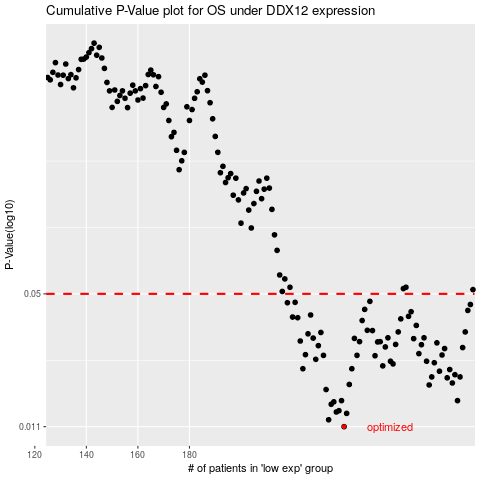 Cumulative P-Value plot for OS under DDX12 expression
P-Value(log10)
0.05
0.011
optimized
120 140 160 180
# of patients in 'low exp' group